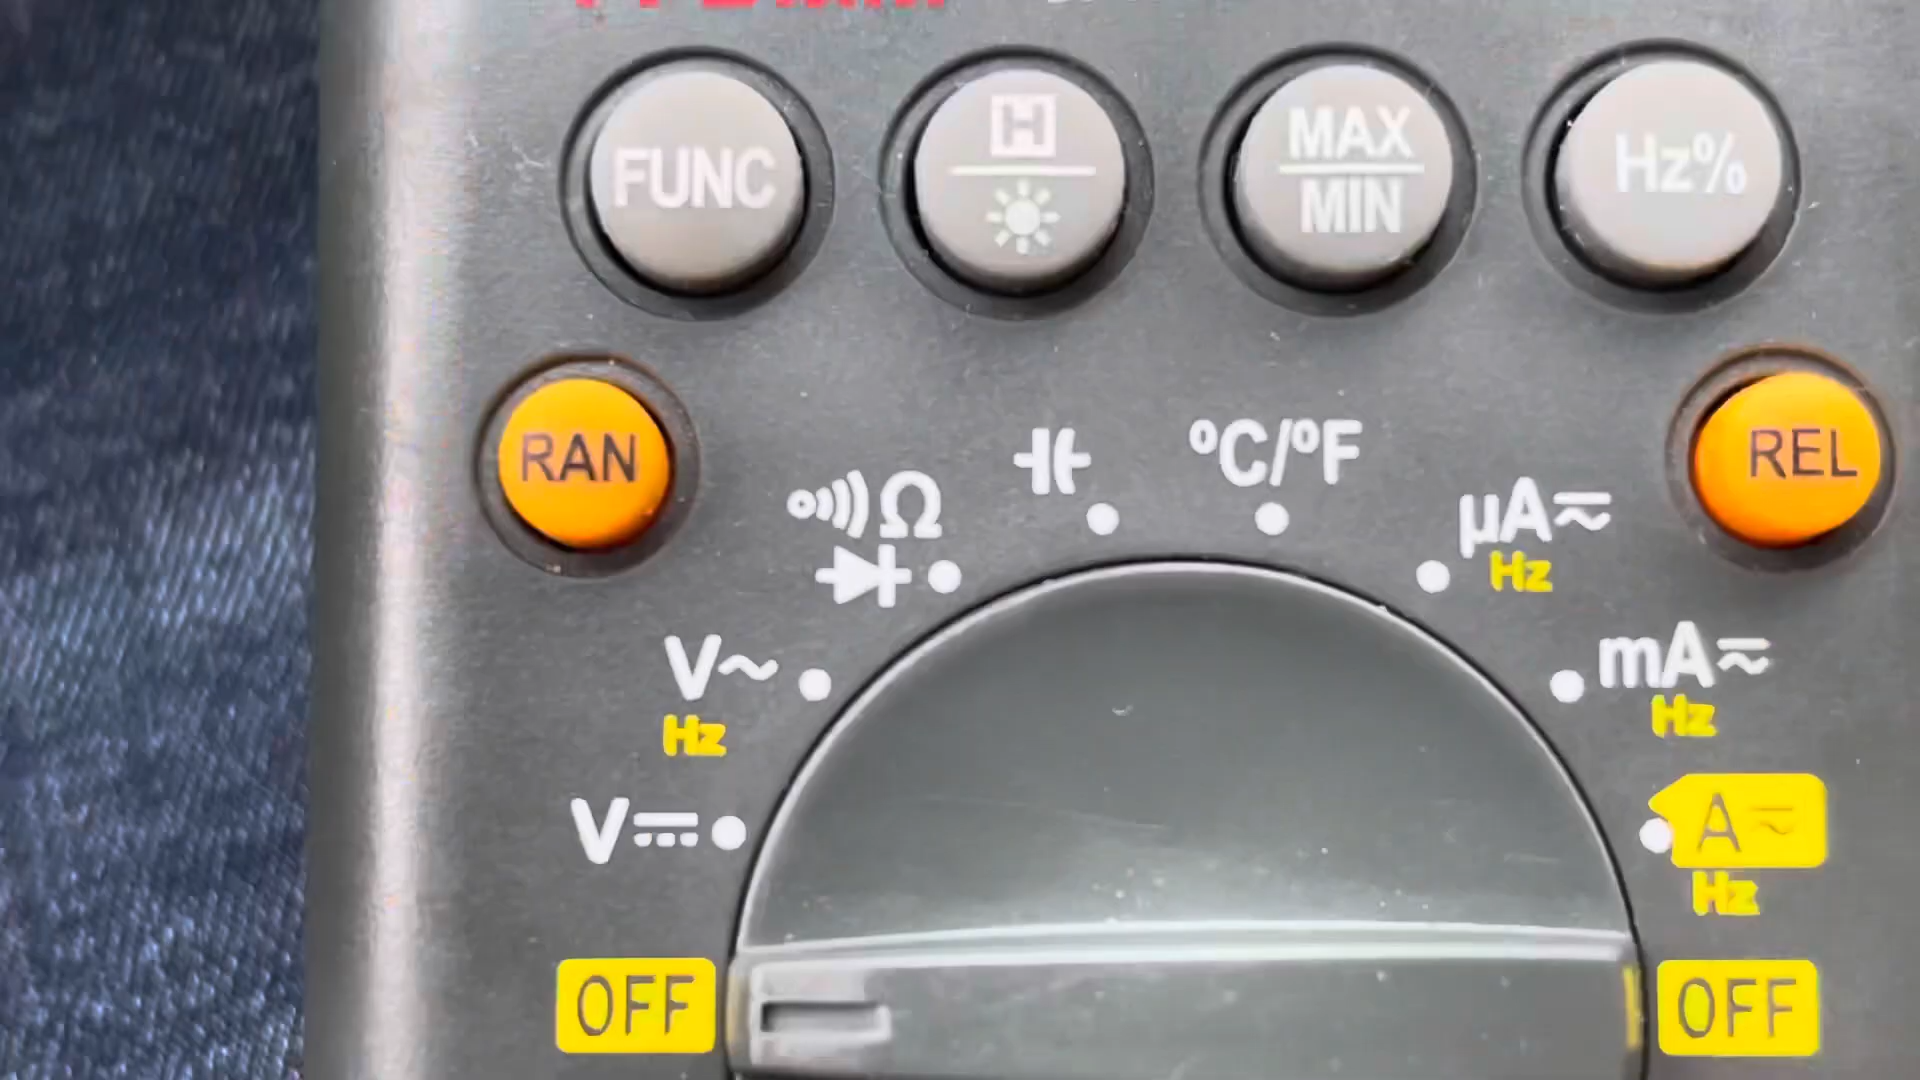 FUNC
H
MAX
MIN
Hz%
RAN
REL
Ω
°C/°F
µA
Hz
mA
Hz
V~
Hz
V
A
Hz
OFF
OFF